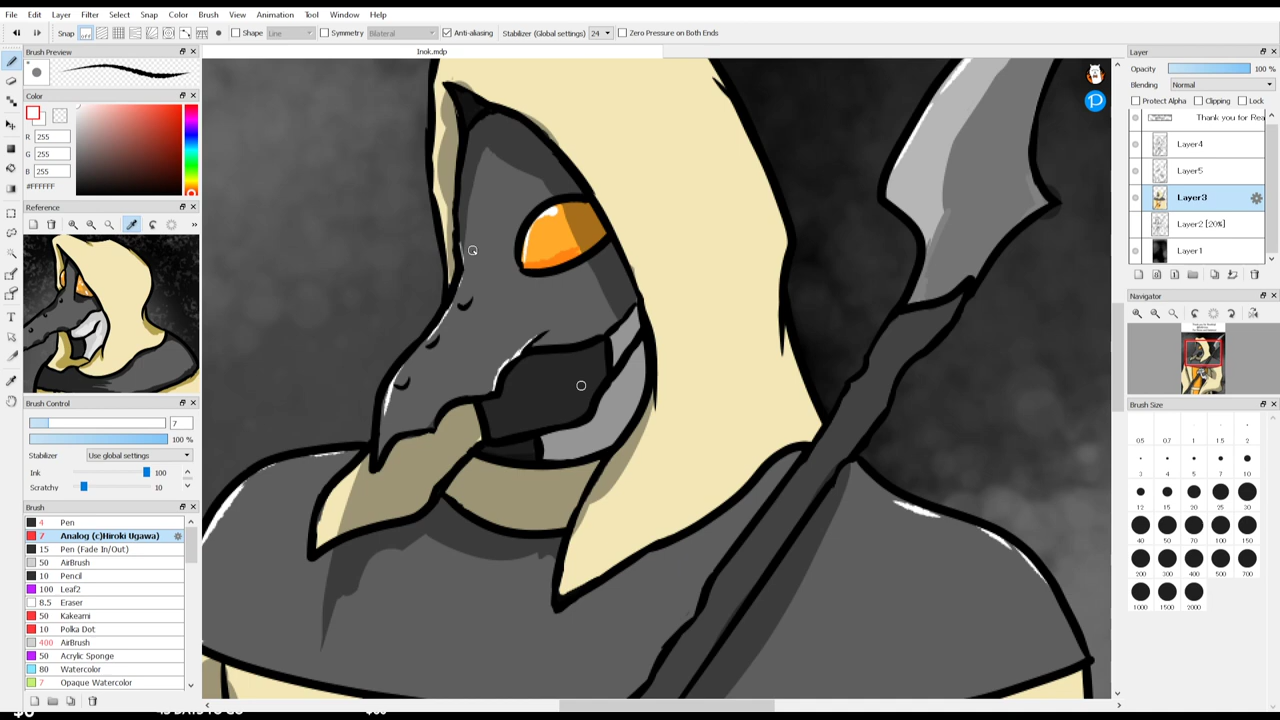 File Edit Layer Filter Select Snap Color Brush View Animation Tool Window Help
Snap OFF Shape Line Symmetry Bilateral Anti-aliasing Stabilizer (Global settings) 24 Zero Pressure on Both Ends
Inok.mdp
Brush Preview
Color
R 255
G 255
B 255
#FFFFFF
Reference
Brush Control
7
100 %
Stabilizer Use global settings
Ink 100
Scratchy 10
Brush
4 Pen
7 Analog (c)Hiroki Ugawa)
15 Pen (Fade In/Out)
50 AirBrush
10 Pencil
100 Leaf2
8.5 Eraser
50 Kakeami
10 Polka Dot
400 AirBrush
50 Acrylic Sponge
80 Watercolor
7 Opaque Watercolor
Layer
Opacity 100 %
Blending Normal
Protect Alpha Clipping Lock
Thank you for Rea
Layer4
Layer5
Layer3
Layer2 [20%]
Layer1
Navigator
Brush Size
0.5 0.7 1 1.5 2
3 4 5 7 10
12 15 20 25 30
40 50 70 100 150
200 300 400 500 700
1000 1500 2000